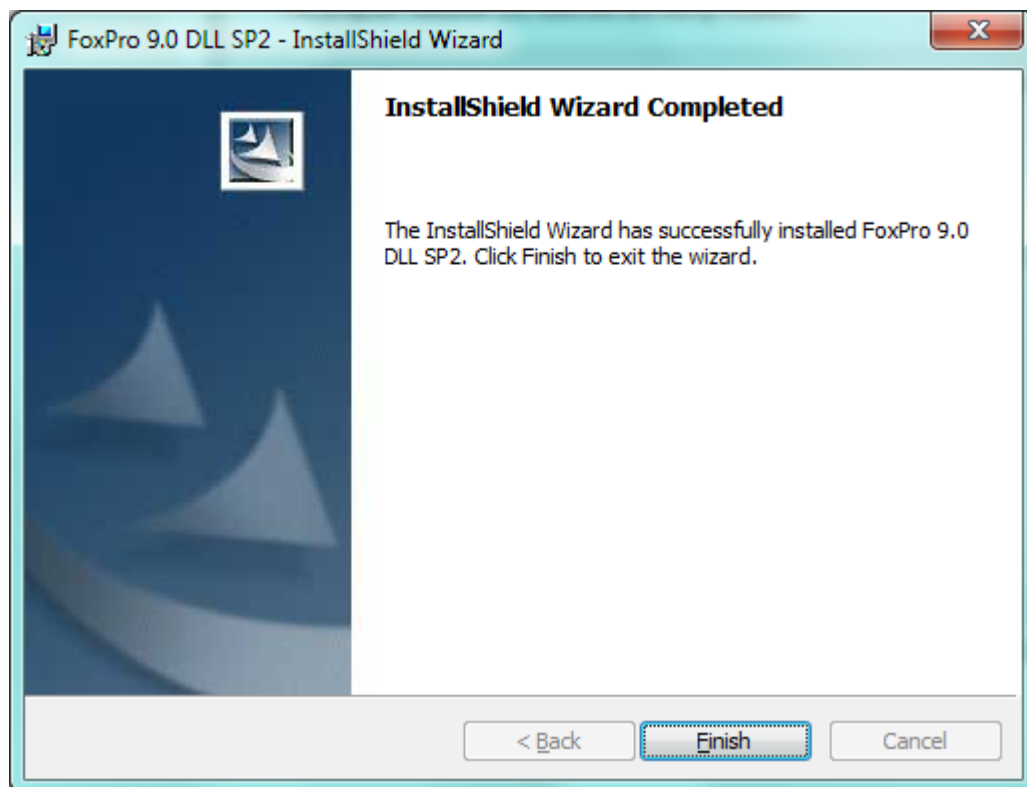 FoxPro 9.0 DLL SP2 - InstallShield Wizard
InstallShield Wizard Completed
The InstallShield Wizard has successfully installed FoxPro 9.0
DLL SP2. Click Finish to exit the wizard.
< Back Finish Cancel